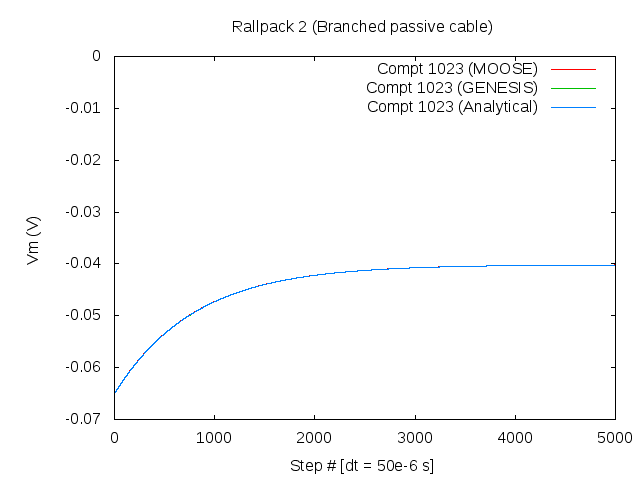 Rallpack 2 (Branched passive cable)
Compt 1023 (MOOSE)
Compt 1023 (GENESIS)
Compt 1023 (Analytical)
0
-0.01
-0.02
-0.03
-0.04
-0.05
-0.06
-0.07
Vm (V)
0 1000 2000 3000 4000 5000
Step # [dt = 50e-6 s]